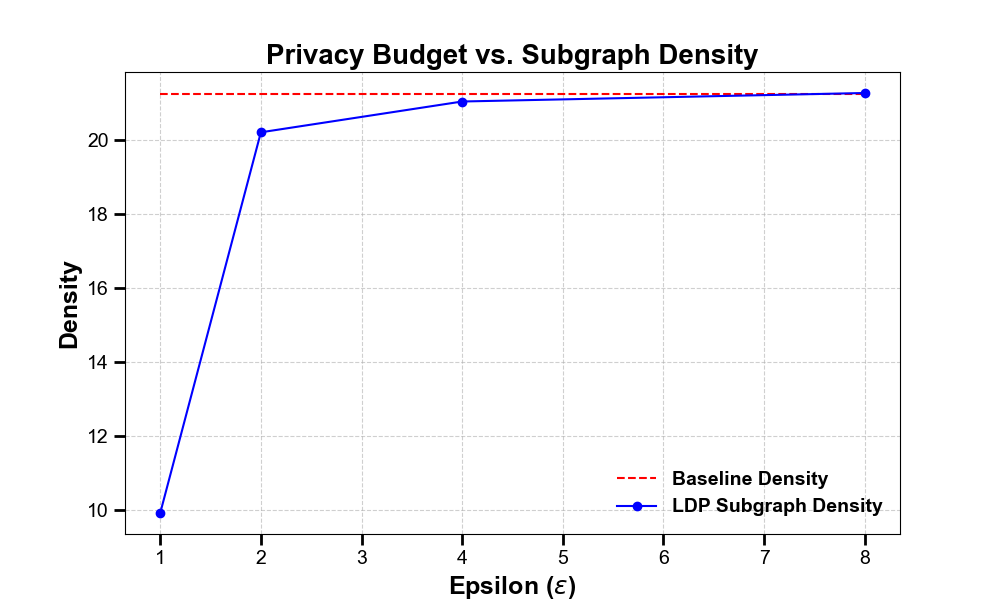 Privacy Budget vs. Subgraph Density
Density
20
18
16
14
12
10
Baseline Density
LDP Subgraph Density
1 2 3 4 5 6 7 8
Epsilon (ε)